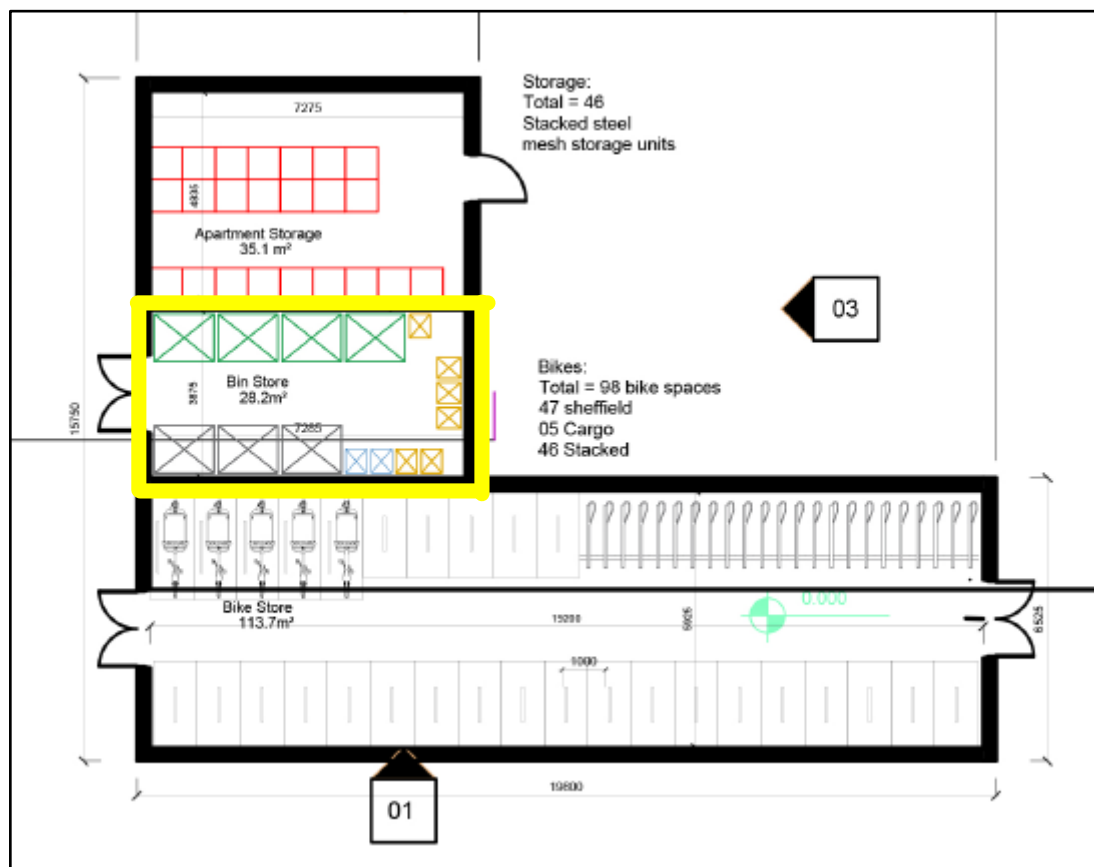 Storage:
Total = 46
Stacked steel
mesh storage units
7275
4835
Apartment Storage
35.1 m²
03
Bin Store
28.2m²
3875
7285
15750
Bikes:
Total = 98 bike spaces
47 sheffield
05 Cargo
46 Stacked
Bike Store
113.7m²
0.000
5925
6525
1000
01